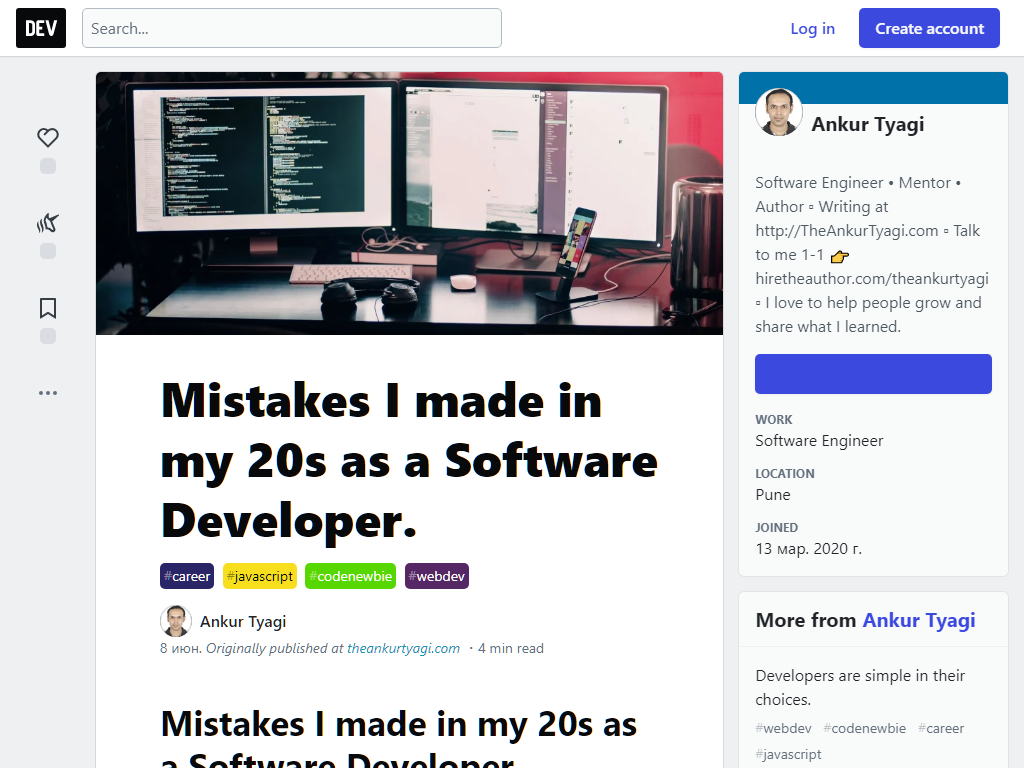 DEV
Search...
Log in
Create account
Ankur Tyagi
Software Engineer • Mentor •
Author ▫ Writing at
http://TheAnkurTyagi.com ▫ Talk
to me 1-1 👉
hiretheauthor.com/theankurtyagi
▫ I love to help people grow and
share what I learned.
WORK
Software Engineer
LOCATION
Pune
JOINED
13 мар. 2020 г.
Mistakes I made in
my 20s as a Software
Developer.
#career #javascript #codenewbie #webdev
Ankur Tyagi
8 июн. Originally published at theankurtyagi.com ・4 min read
Mistakes I made in my 20s as
a Software Developer
More from Ankur Tyagi
Developers are simple in their
choices.
#webdev #codenewbie #career
#javascript